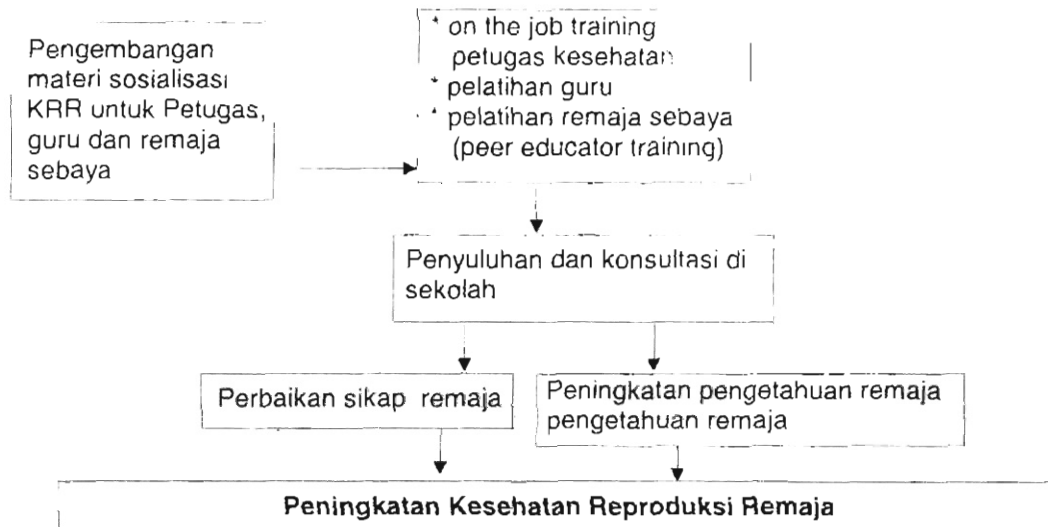 Pengembangan
materi sosialisasi
KRR untuk Petugas,
guru dan remaja
sebaya
* on the job training
petugas kesehatan
* pelatihan guru
* pelatihan remaja sebaya
(peer educator training)
Penyuluhan dan konsultasi di
sekolah
Perbaikan sikap remaja
Peningkatan pengetahuan remaja
pengetahuan remaja
Peningkatan Kesehatan Reproduksi Remaja